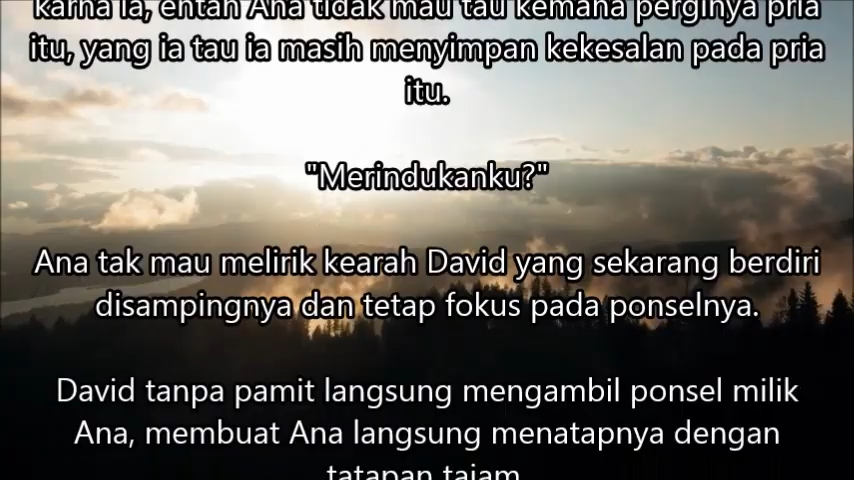 karna ia, entah Ana tidak mau tau kemana perginya pria
itu, yang ia tau ia masih menyimpan kekesalan pada pria
itu.
"Merindukanku?"
Ana tak mau melirik kearah David yang sekarang berdiri
disampingnya dan tetap fokus pada ponselnya.
David tanpa pamit langsung mengambil ponsel milik
Ana, membuat Ana langsung menatapnya dengan
tatapan tajam